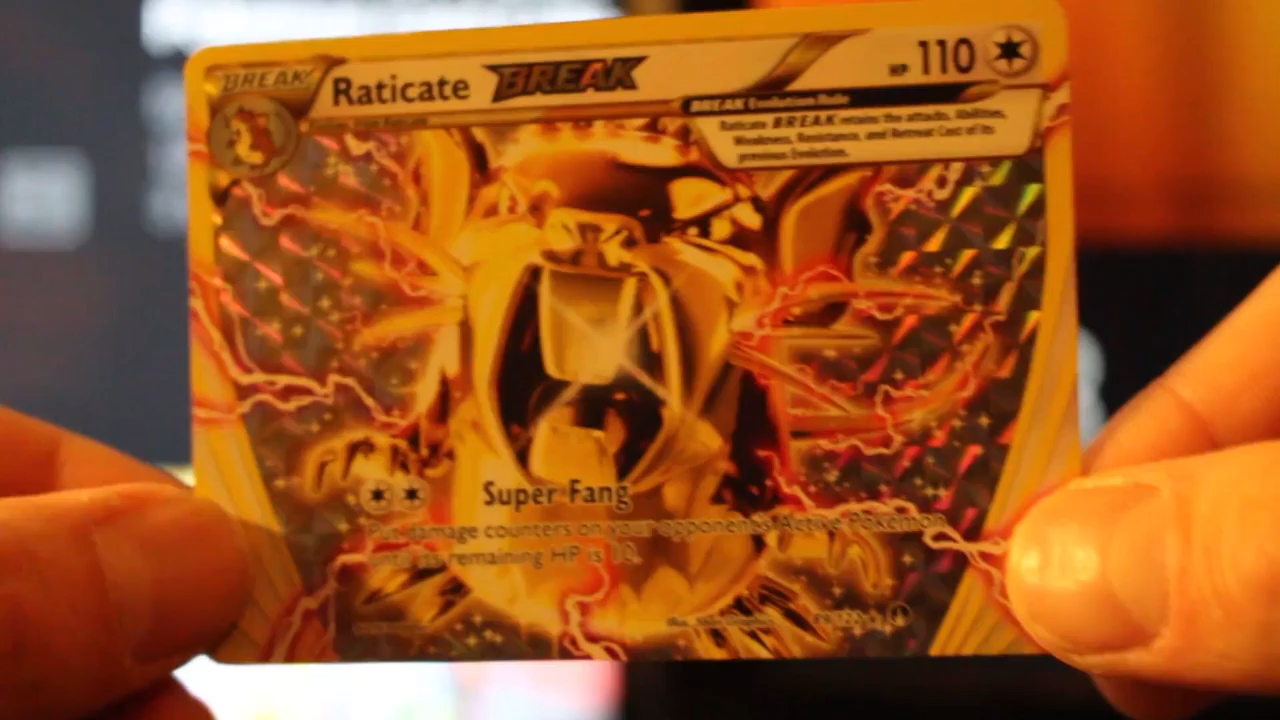 BREAK
Raticate BREAK
HP 110
BREAK Evolution Rule
Raticate BREAK retains the attacks, Abilities,
Weakness, Resistance, and Retreat Cost of its
previous Evolution.
Super Fang
Put damage counters on your opponent's Active Pokémon
until its remaining HP is 10.